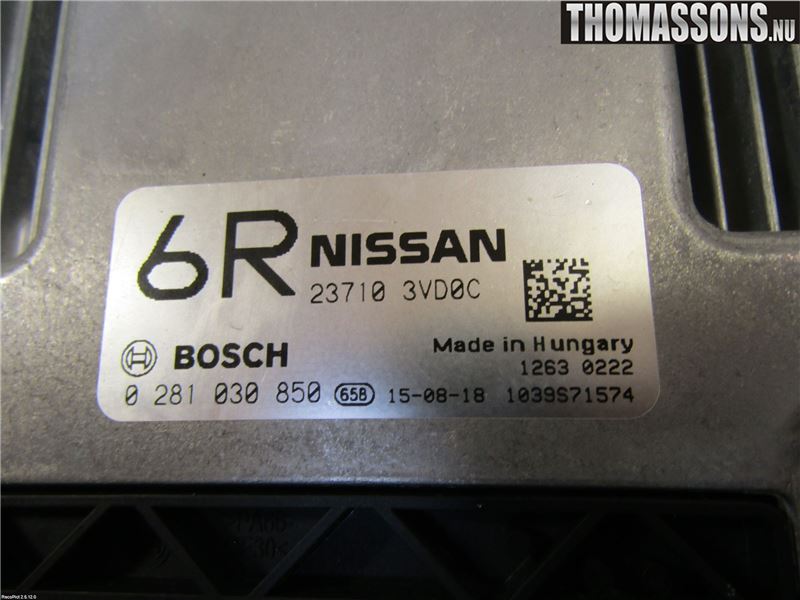 THOMASSONS.NU
6R NISSAN
23710 3VD0C
BOSCH
Made in Hungary
1263 0222
0 281 030 850 65B 15-08-18 1039S71574